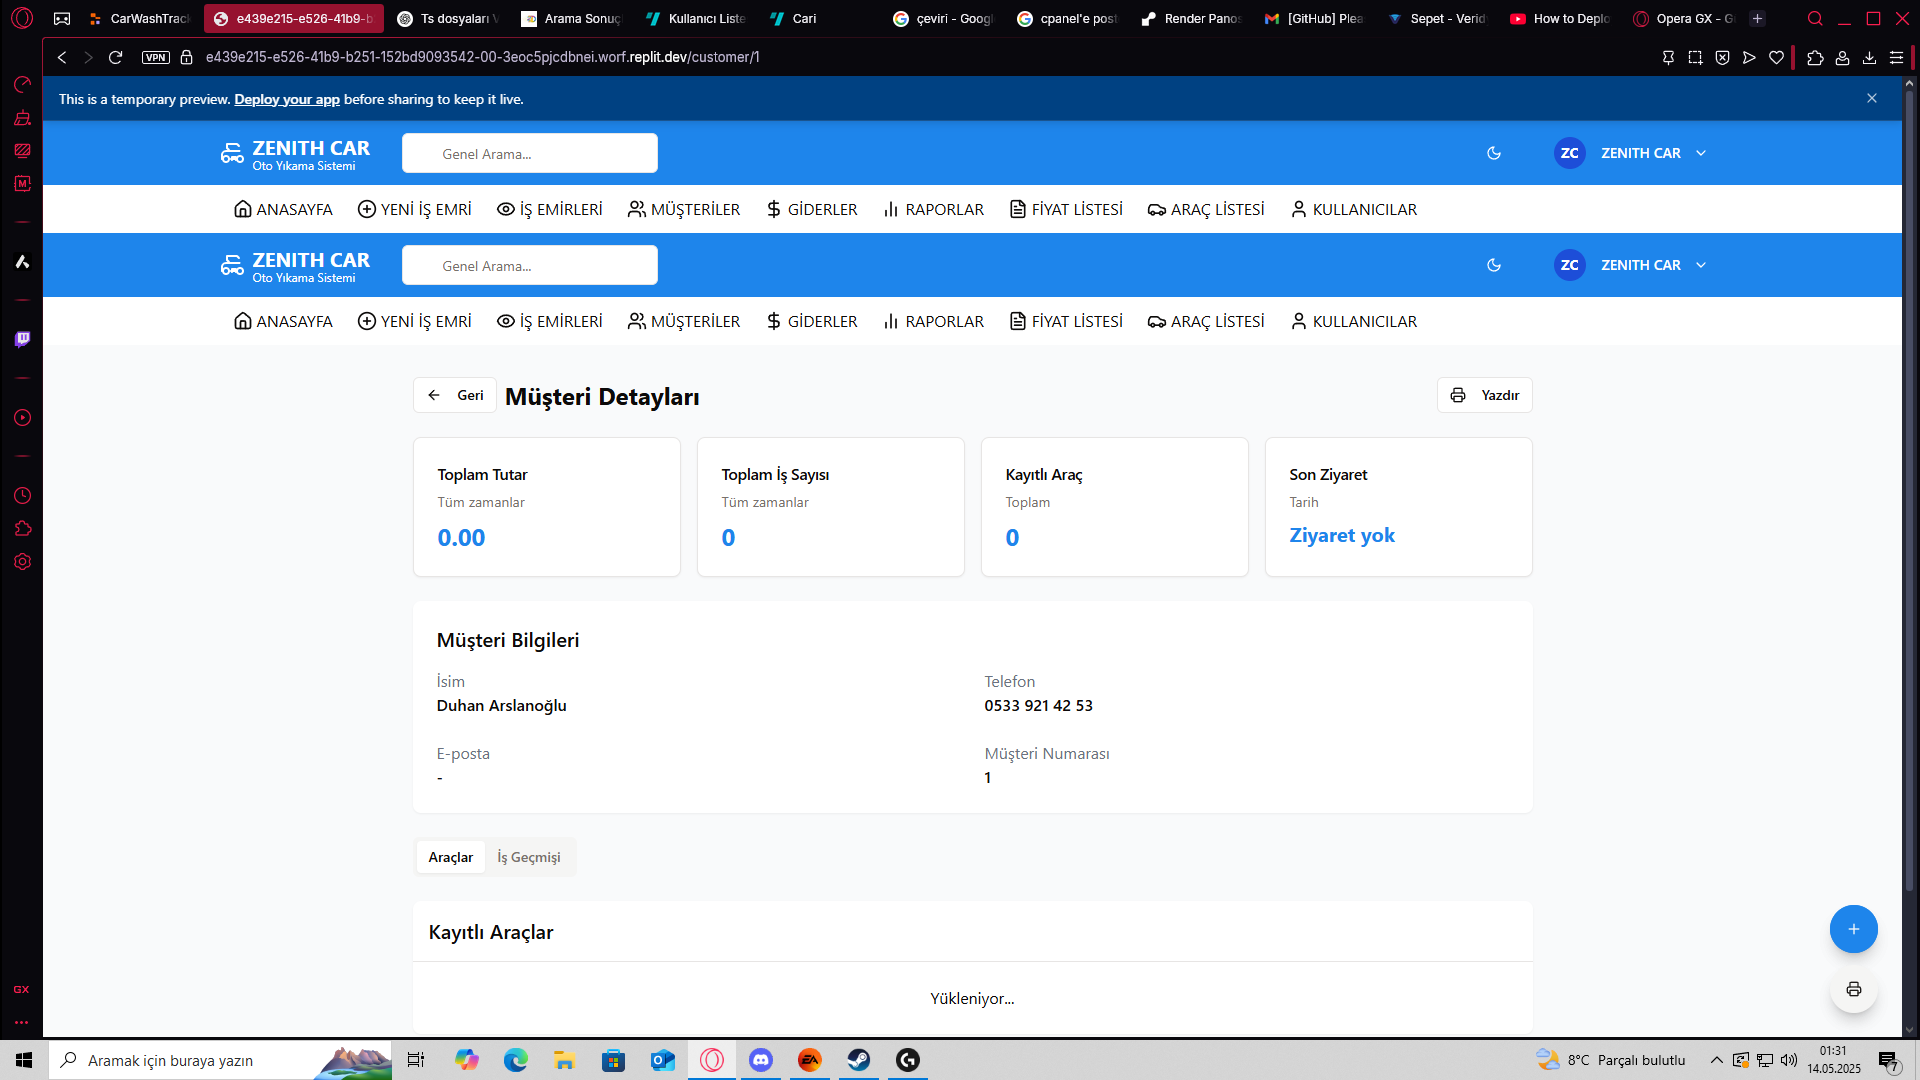 CarWashTrack
e439e215-e526-41b9-b
Ts dosyaları V
Arama Sonuç
Kullanıcı Liste
Cari
çeviri - Google
cpanel'e post
Render Panos
[GitHub] Plea
Sepet - Verid
How to Deplo
Opera GX - G
VPN
e439e215-e526-41b9-b251-152bd9093542-00-3eoc5pjcdbnei.worf.replit.dev/customer/1
This is a temporary preview. Deploy your app before sharing to keep it live.
ZENITH CAR
Oto Yıkama Sistemi
Genel Arama...
ZC
ZENITH CAR
ANASAYFA
YENİ İŞ EMRİ
İŞ EMİRLERİ
MÜŞTERİLER
GİDERLER
RAPORLAR
FİYAT LİSTESİ
ARAÇ LİSTESİ
KULLANICILAR
ZENITH CAR
Oto Yıkama Sistemi
Genel Arama...
ZC
ZENITH CAR
ANASAYFA
YENİ İŞ EMRİ
İŞ EMİRLERİ
MÜŞTERİLER
GİDERLER
RAPORLAR
FİYAT LİSTESİ
ARAÇ LİSTESİ
KULLANICILAR
Geri
Müşteri Detayları
Yazdır
Toplam Tutar
Tüm zamanlar
0.00
Toplam İş Sayısı
Tüm zamanlar
0
Kayıtlı Araç
Toplam
0
Son Ziyaret
Tarih
Ziyaret yok
Müşteri Bilgileri
İsim
Duhan Arslanoğlu
Telefon
0533 921 42 53
E-posta
-
Müşteri Numarası
1
Araçlar
İş Geçmişi
Kayıtlı Araçlar
Yükleniyor...
GX
Aramak için buraya yazın
8°C Parçalı bulutlu
01:31
14.05.2025
7